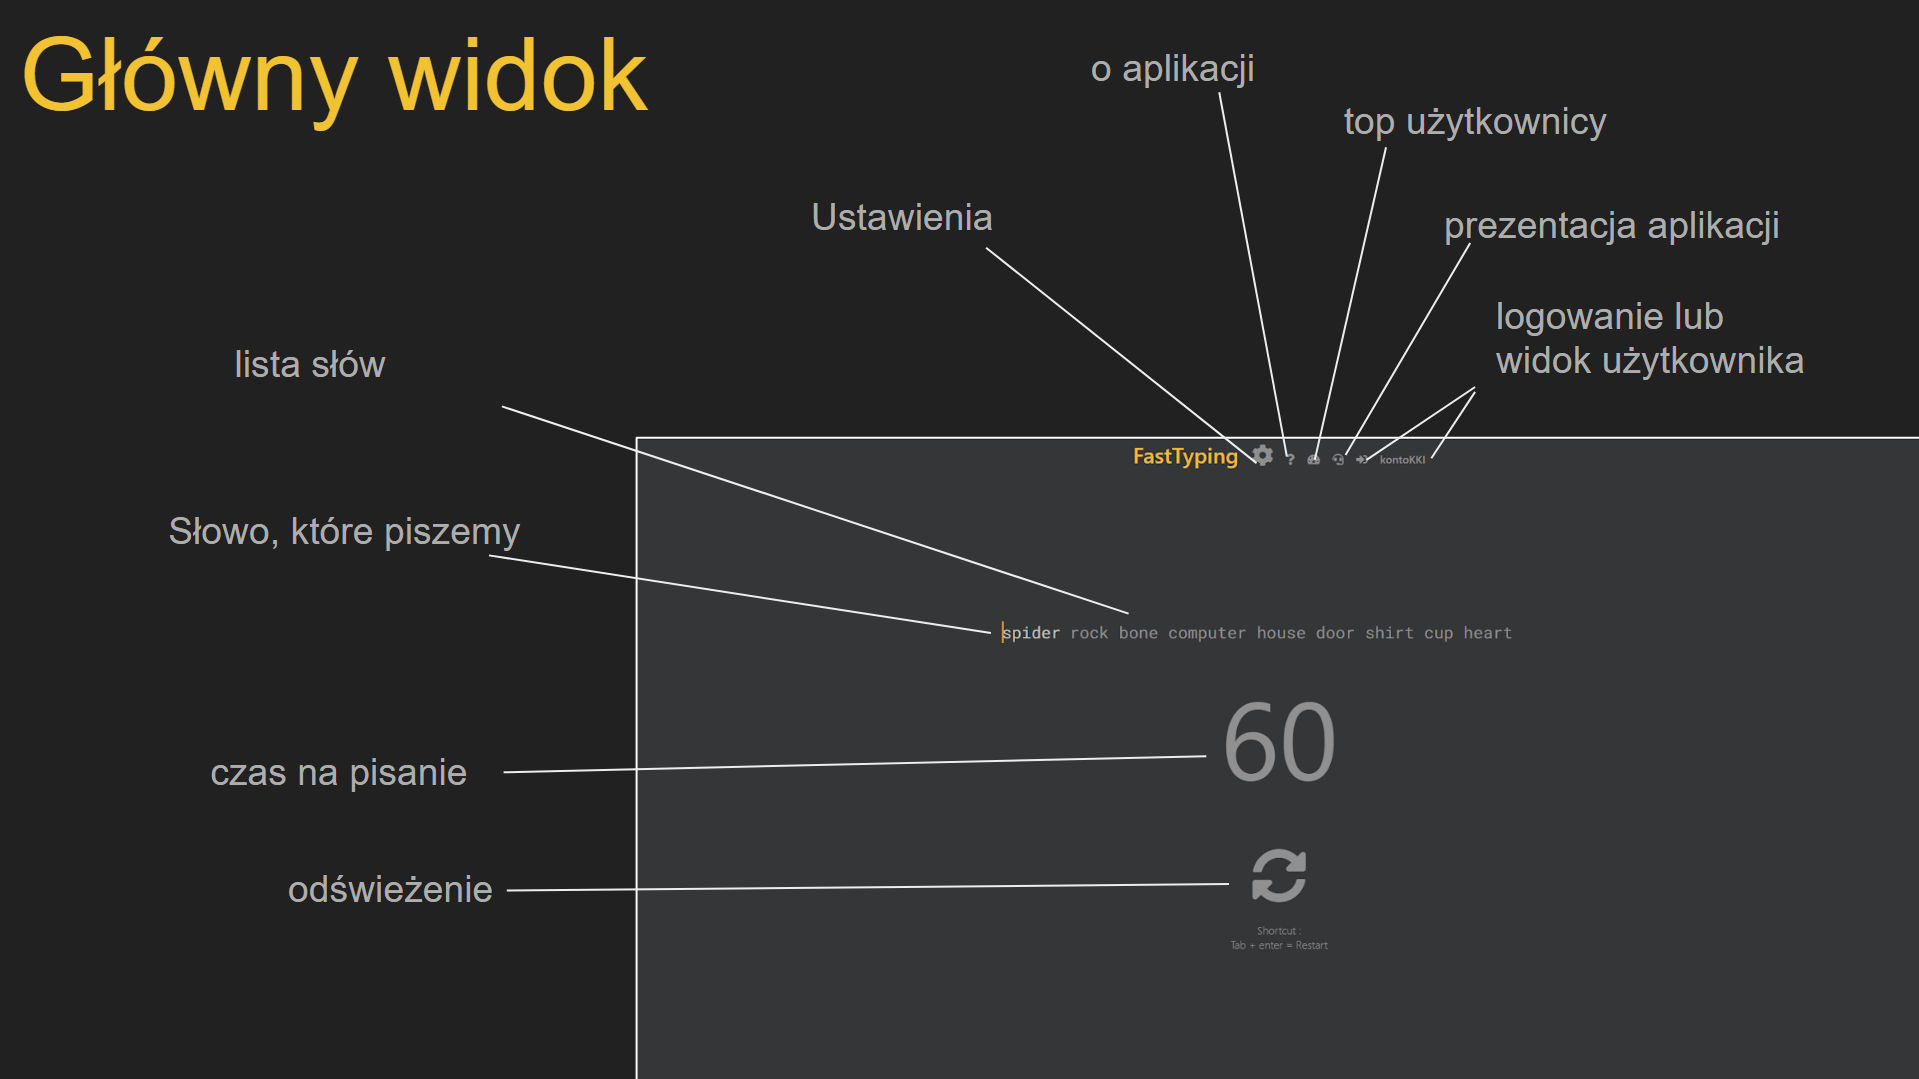 Główny widok
o aplikacji
top użytkownicy
Ustawienia
prezentacja aplikacji
logowanie lub
widok użytkownika
lista słów
FastTyping ? kontoKKI
Słowo, które piszemy
spider rock bone computer house door shirt cup heart
60
czas na pisanie
odświeżenie
Shortcut :
Tab + enter = Restart